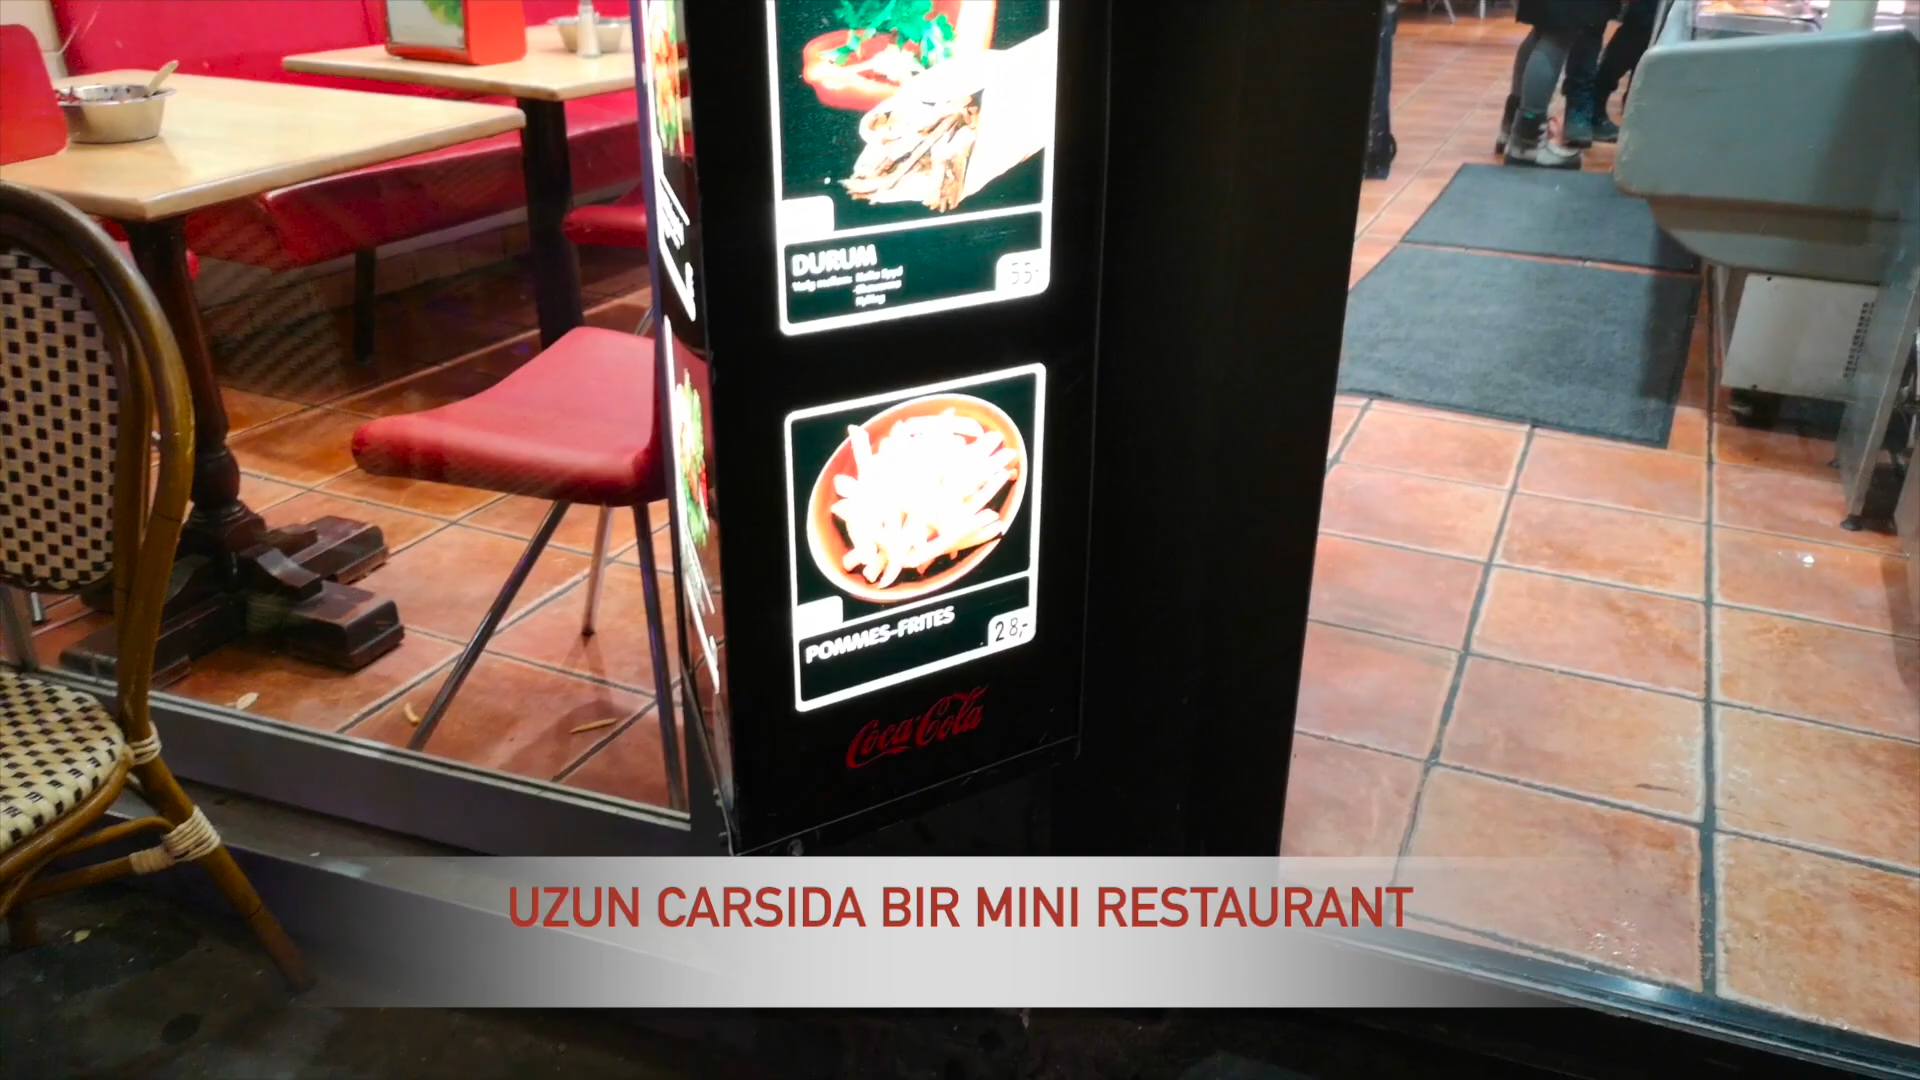 DURUM
55,-
POMMES-FRITES
28,-
Coca-Cola
UZUN CARSIDA BIR MINI RESTAURANT